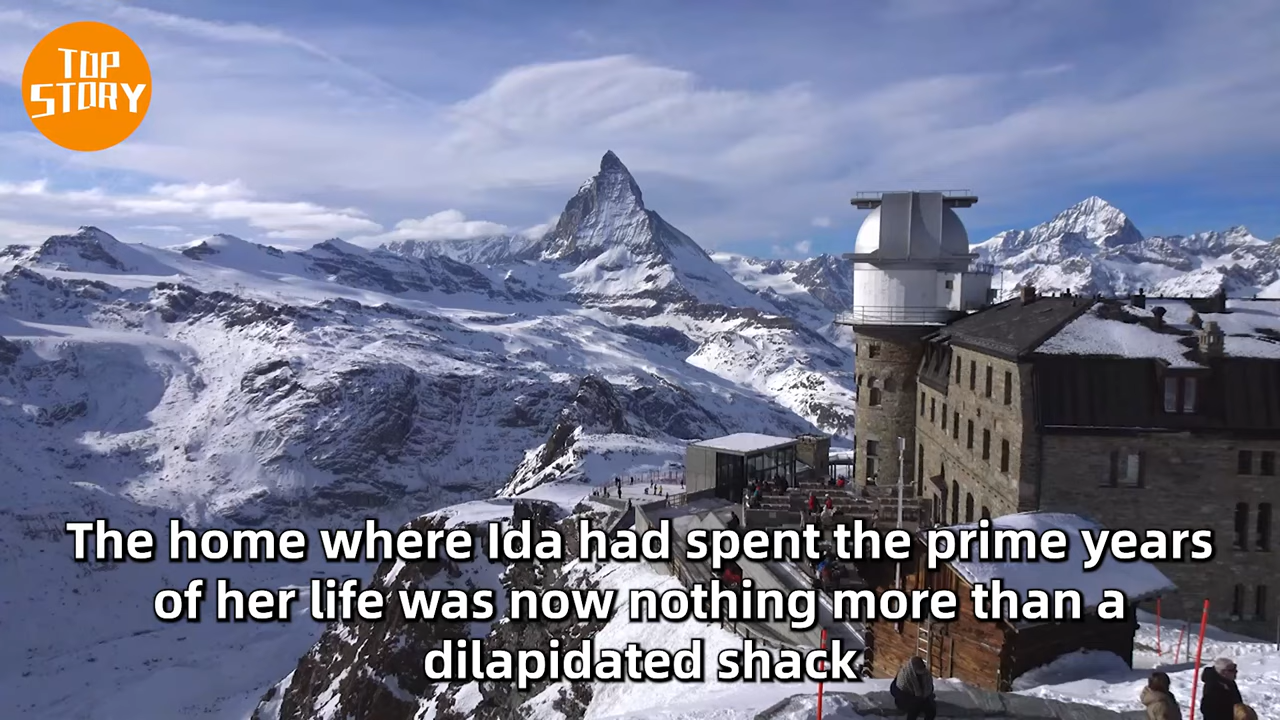 TOP
STORY
The home where Ida had spent the prime years
of her life was now nothing more than a
dilapidated shack